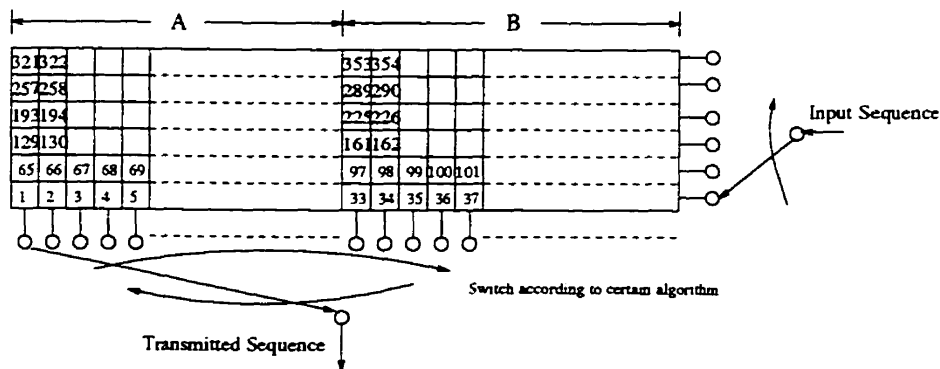 A B
321 322 353 354
257 258 289 290
193 194 225 226
129 130 161 162
65 66 67 68 69 97 98 99 100 101
1 2 3 4 5 33 34 35 36 37
Input Sequence
Switch according to certain algorithm
Transmitted Sequence